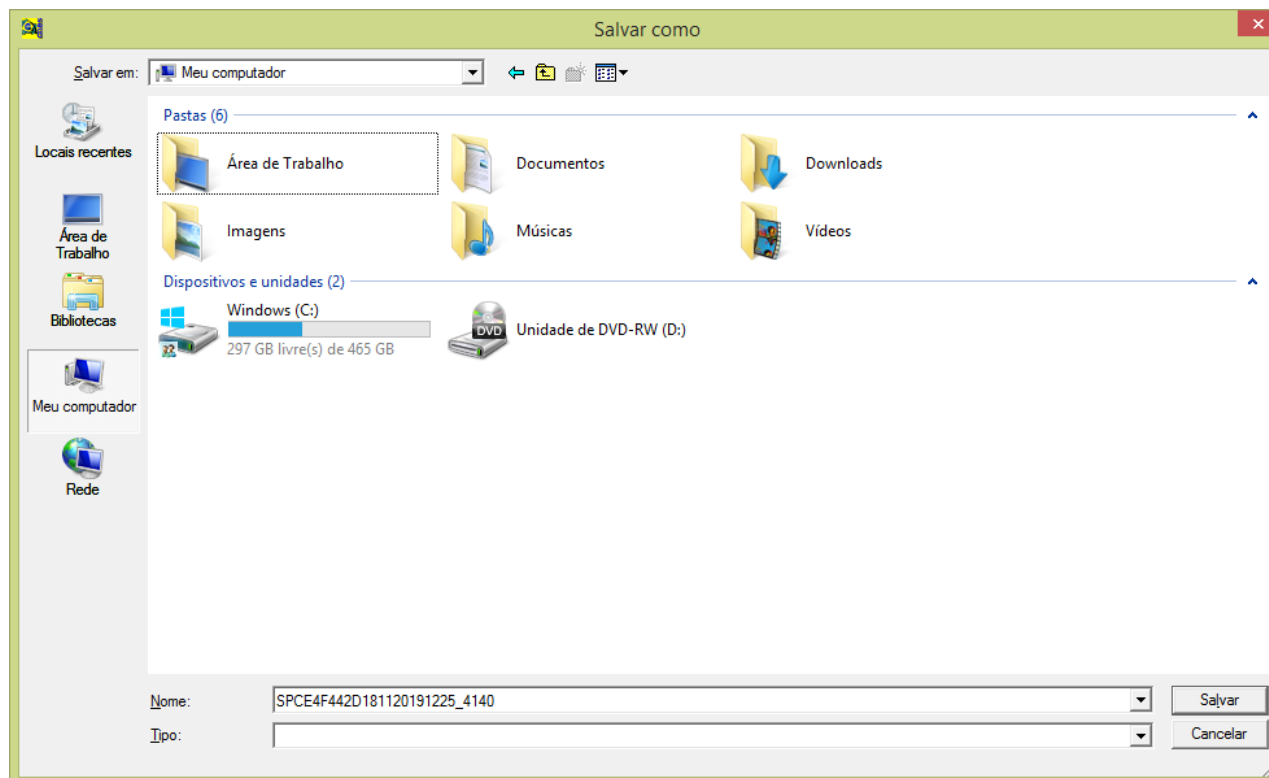 Salvar como
Salvar em: Meu computador
Locais recentes
Área de
Trabalho
Bibliotecas
Meu computador
Rede
Pastas (6)
Área de Trabalho
Documentos
Downloads
Imagens
Músicas
Vídeos
Dispositivos e unidades (2)
Windows (C:)
297 GB livre(s) de 465 GB
DVD
Unidade de DVD-RW (D:)
Nome: SPCE4F442D181120191225_4140
Salvar
Tipo:
Cancelar